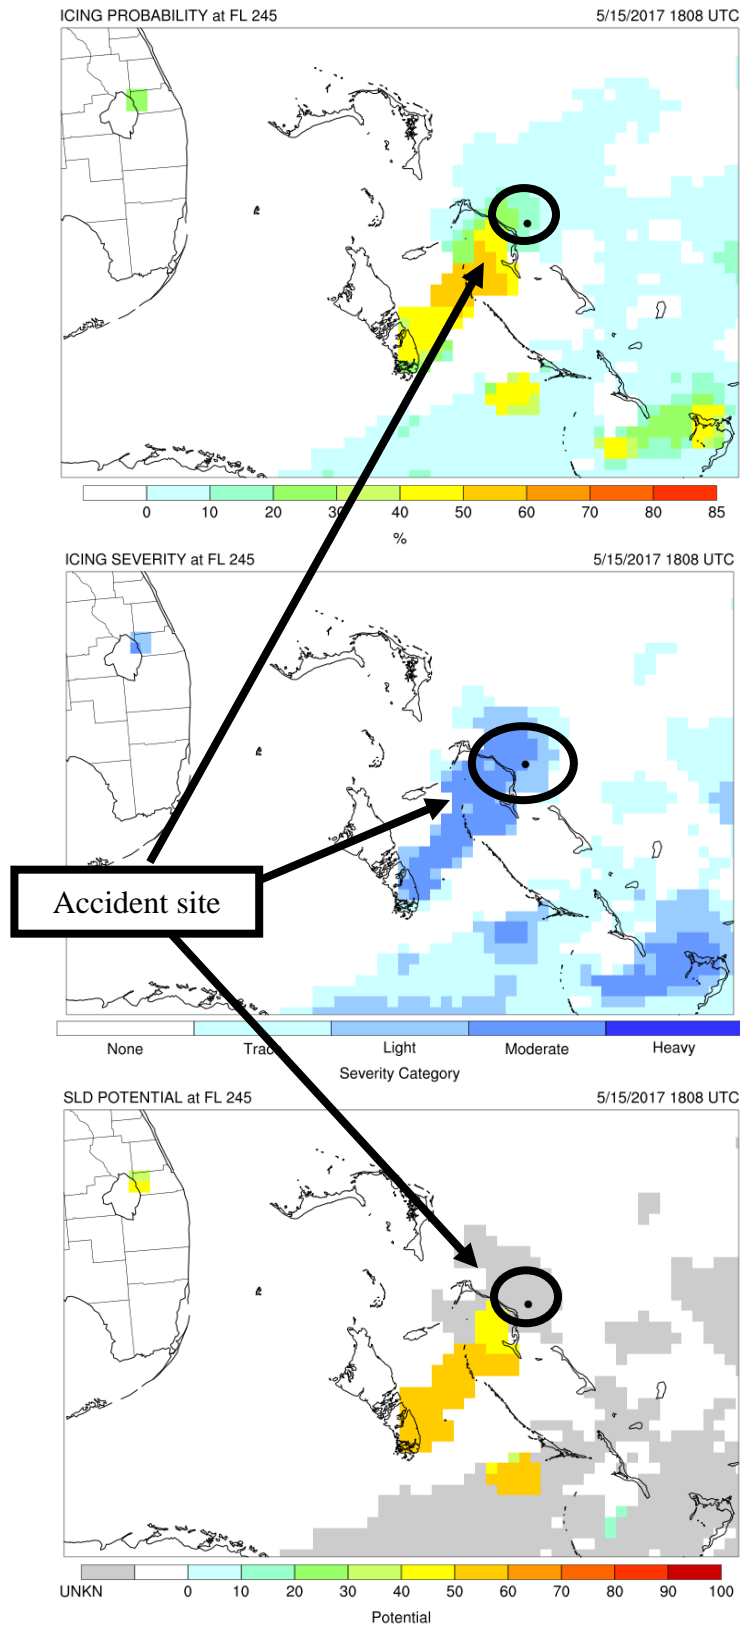 ICING PROBABILITY at FL 245 5/15/2017 1808 UTC
0 10 20 30 40 50 60 70 80 85
%
ICING SEVERITY at FL 245 5/15/2017 1808 UTC
Accident site
None Trace Light Moderate Heavy
Severity Category
SLD POTENTIAL at FL 245 5/15/2017 1808 UTC
UNKN 0 10 20 30 40 50 60 70 80 90 100
Potential